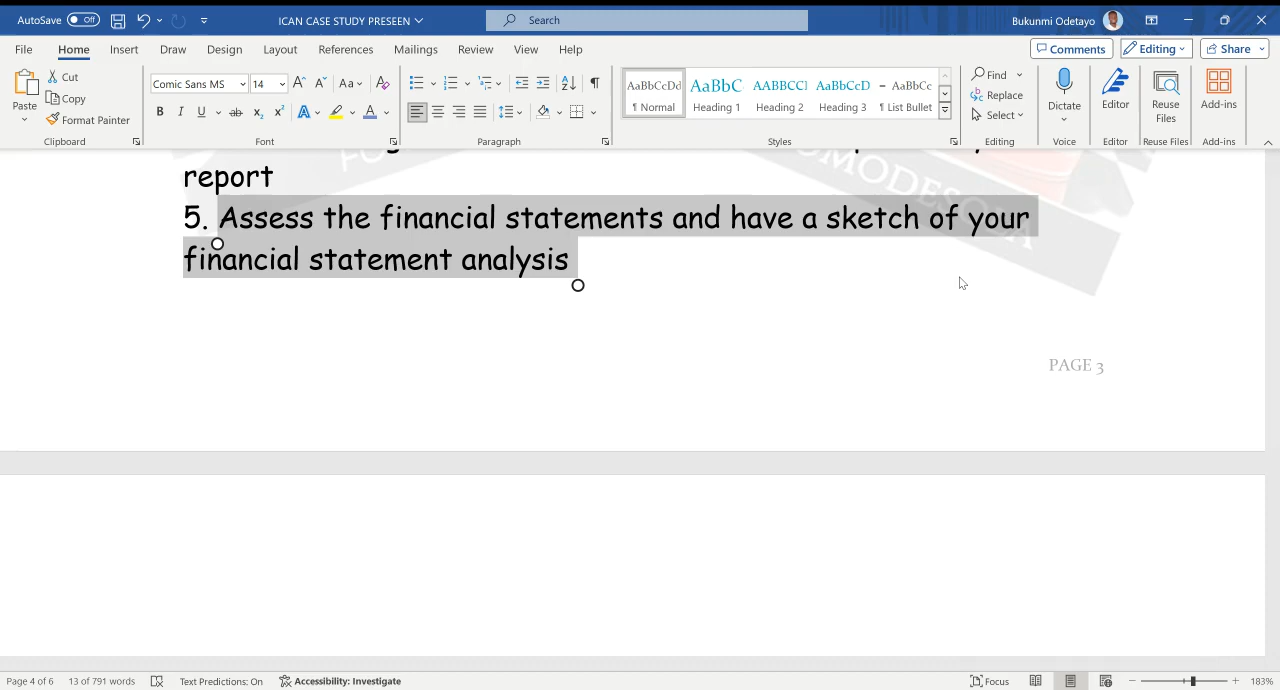 AutoSave Off ICAN CASE STUDY PRESEEN Search Bukunmi Odetayo
File Home Insert Draw Design Layout References Mailings Review View Help Comments Editing Share
Paste Cut Copy Format Painter Comic Sans MS 14 Aa AaBbCcDd AaBbC AABBCCI AaBbCcD AaBbCc Find Replace Select Dictate Editor Reuse Files Add-ins
¶ Normal Heading 1 Heading 2 Heading 3 ¶ List Bullet
Clipboard Font Paragraph Styles Editing Voice Editor Reuse Files Add-ins
report
5. Assess the financial statements and have a sketch of your
financial statement analysis
PAGE 3
Page 4 of 6 13 of 791 words Text Predictions: On Accessibility: Investigate Focus 183%